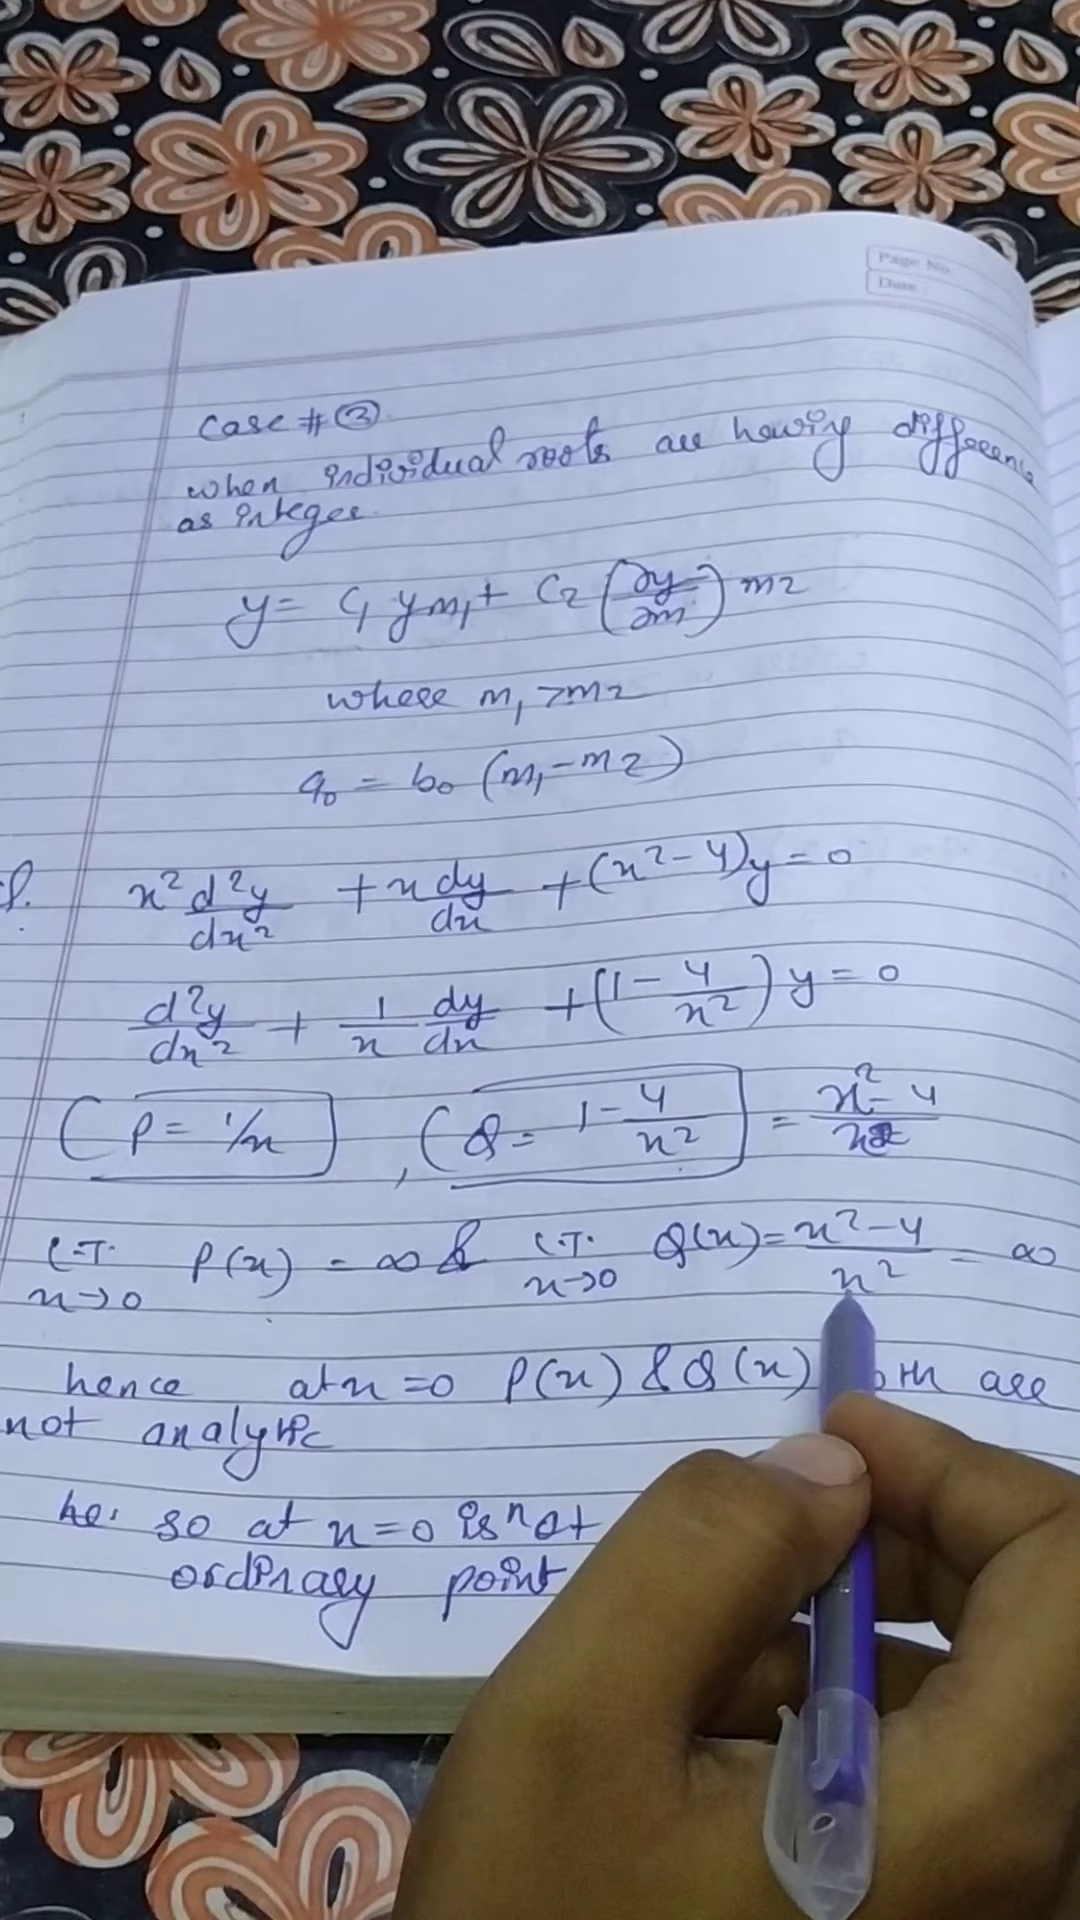 Page No.
Date :
Case # ③
when individual roots are having difference
as integer.
y = C₁ y m₁ + C₂ (∂y/∂m) m2
where m₁ > m2
a₀ = b₀ (m₁ - m2)
x² d²y/dx² + x dy/dx + (x² - 4)y = 0
d²y/dx² + 1/x dy/dx + (1 - 4/x²) y = 0
(P = 1/x), (Q = 1 - 4/x²) = x² - 4/x²
LT. x→0 P(x) = ∞ & LT. x→0 Q(x) = x² - 4/x² = ∞
hence at x = 0 P(x) & Q(x) are
not analytic
so at x = 0 is not
ordinary point